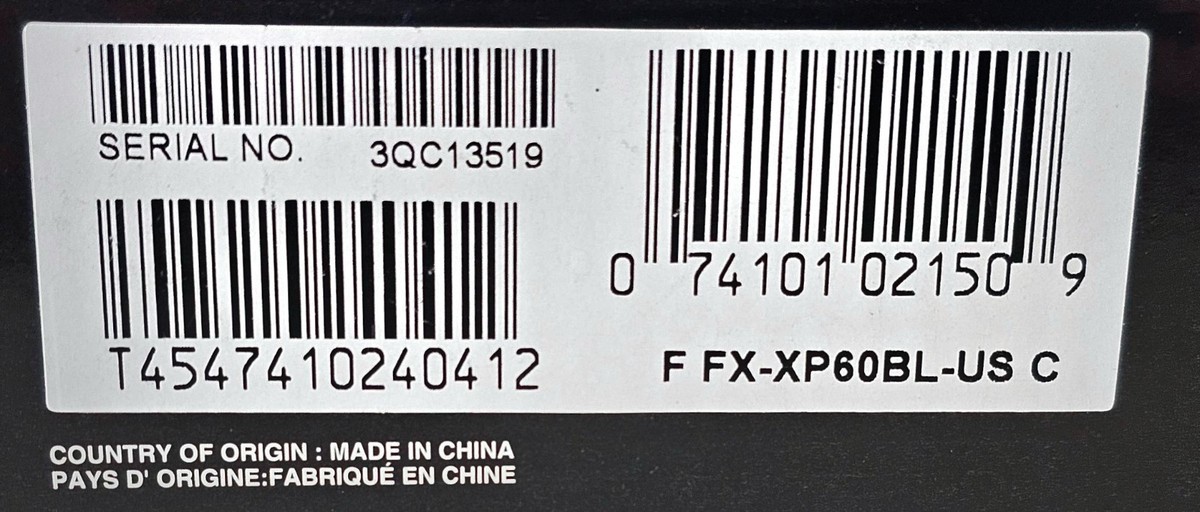 SERIAL NO. 3QC13519
T4547410240412
0 74101 02150 9
F FX-XP60BL-US C
COUNTRY OF ORIGIN : MADE IN CHINA
PAYS D' ORIGINE:FABRIQUÉ EN CHINE